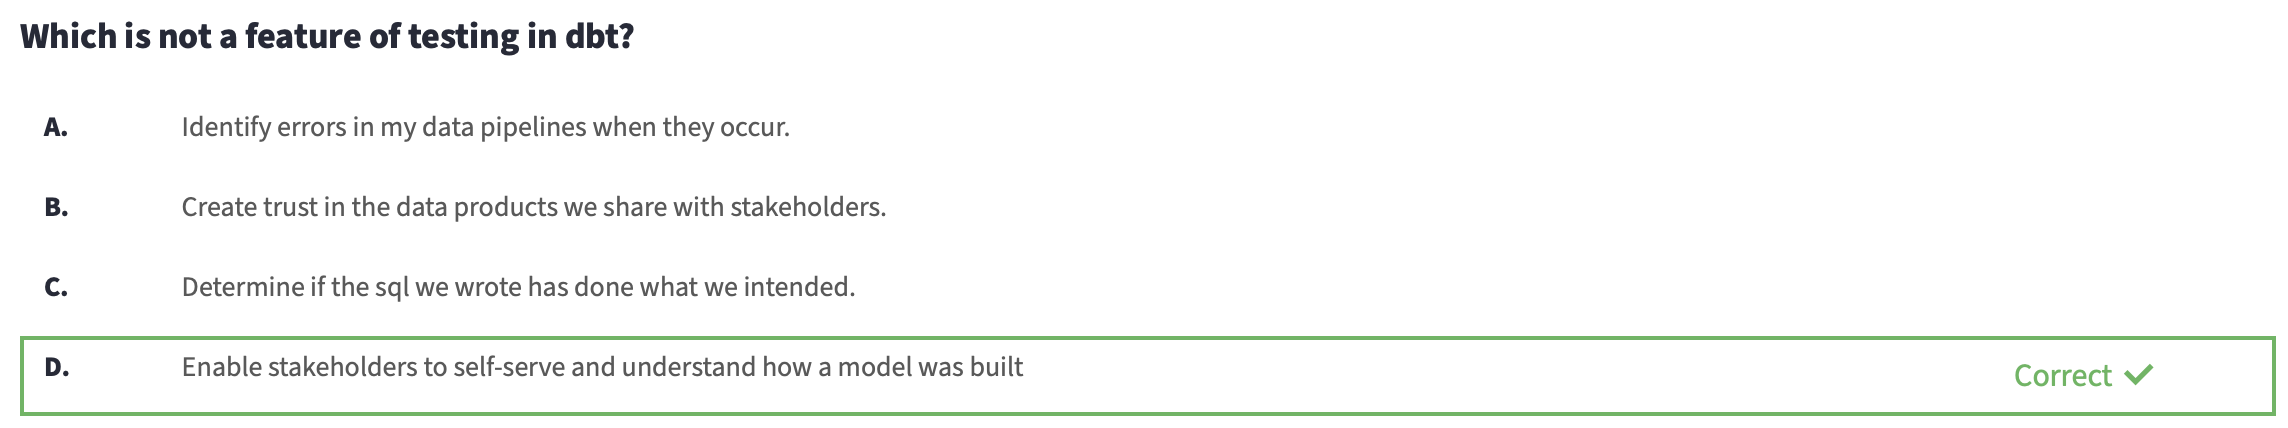 Which is not a feature of testing in dbt?
A. Identify errors in my data pipelines when they occur.
B. Create trust in the data products we share with stakeholders.
C. Determine if the sql we wrote has done what we intended.
D. Enable stakeholders to self-serve and understand how a model was built Correct ✓